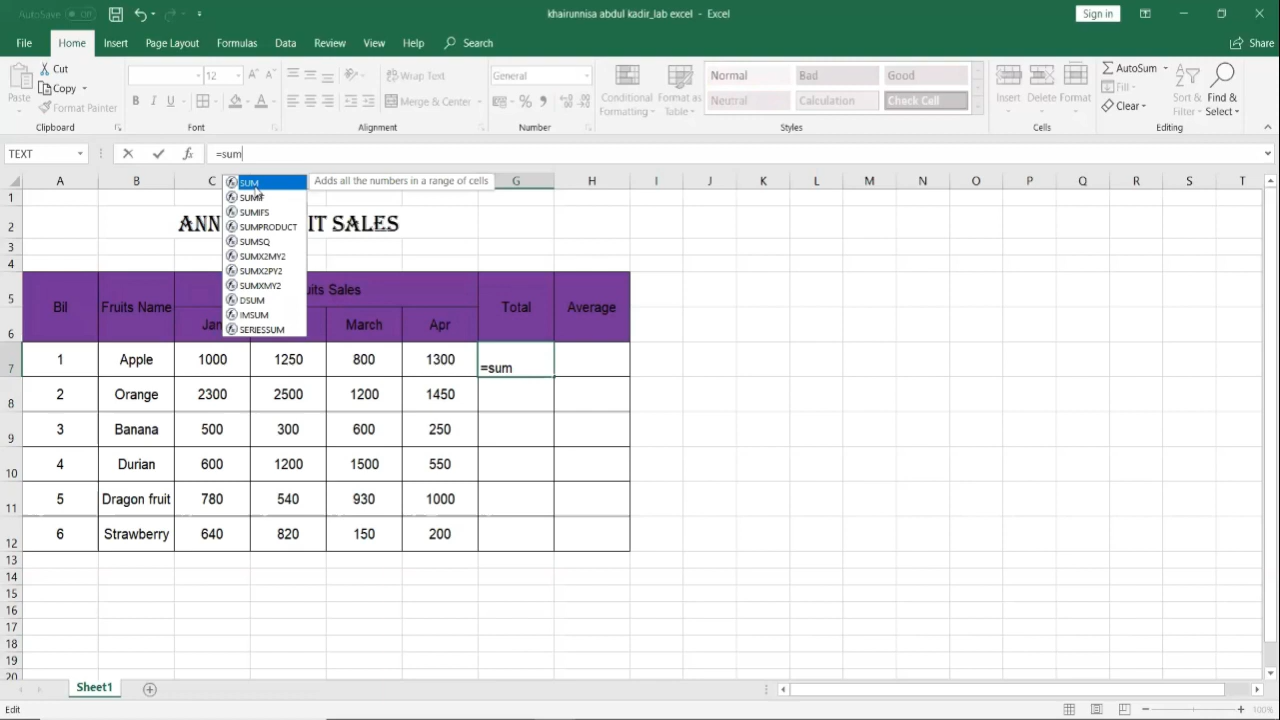 AutoSave Off khairunnisa abdul kadir_lab excel - Excel Sign in
File Home Insert Page Layout Formulas Data Review View Help Search Share
Paste Cut Copy Format Painter Clipboard
12 Font
Wrap Text Merge & Center Alignment
General Number
Conditional Formatting Format as Table
Normal Bad Good
Neutral Calculation Check Cell
Styles
Insert Delete Format Cells
AutoSum Fill Clear Sort & Filter Find & Select Editing
TEXT =sum
A B C G H I J K L M N O P Q R S T
SUM Adds all the numbers in a range of cells
SUMIF
SUMIFS
SUMPRODUCT
SUMSQ
SUMX2MY2
SUMX2PY2
SUMXMY2
DSUM
IMSUM
SERIESSUM
1
2 ANN IT SALES
3
4
5 Bil Fruits Name uits Sales Total Average
6 Jan March Apr
7 1 Apple 1000 1250 800 1300 =sum
8 2 Orange 2300 2500 1200 1450
9 3 Banana 500 300 600 250
10 4 Durian 600 1200 1500 550
11 5 Dragon fruit 780 540 930 1000
12 6 Strawberry 640 820 150 200
13
14
15
16
17
18
19
20
Sheet1
Edit 100%